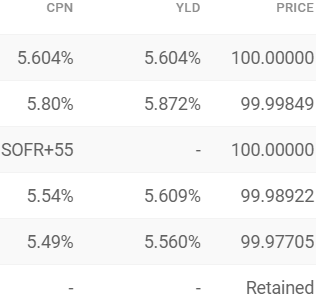 CPN YLD PRICE
5.604% 5.604% 100.00000
5.80% 5.872% 99.99849
SOFR+55 - 100.00000
5.54% 5.609% 99.98922
5.49% 5.560% 99.97705
- - Retained